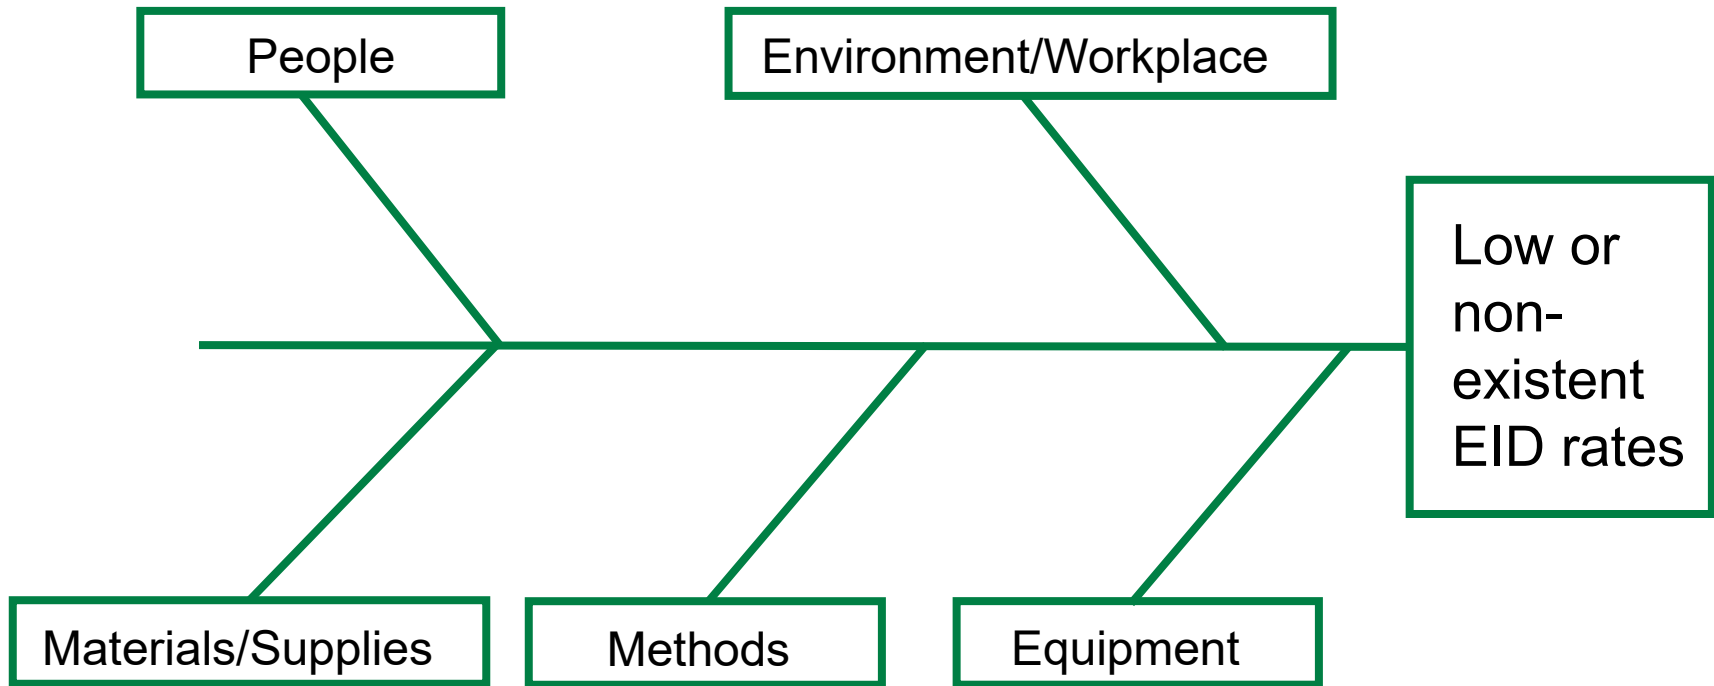 People
Environment/Workplace
Low or
non-
existent
EID rates
Materials/Supplies
Methods
Equipment